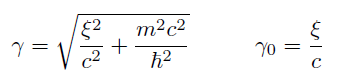 γ = √(ξ²/c² + m²c²/ħ²) γ₀ = ξ/c